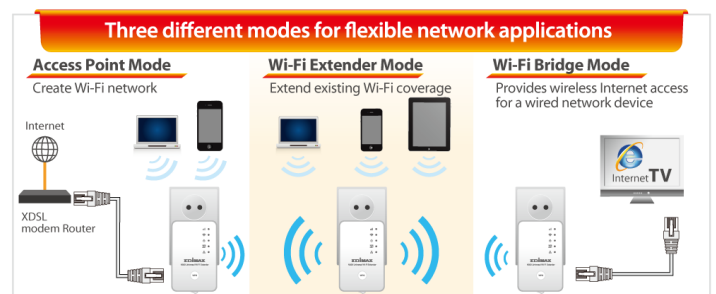 Three different modes for flexible network applications
Access Point Mode
Create Wi-Fi network
Internet
XDSL
modem Router
EDIMAX
Wi-Fi Extender Mode
Extend existing Wi-Fi coverage
EDIMAX
Wi-Fi Bridge Mode
Provides wireless Internet access
for a wired network device
Internet TV
EDIMAX